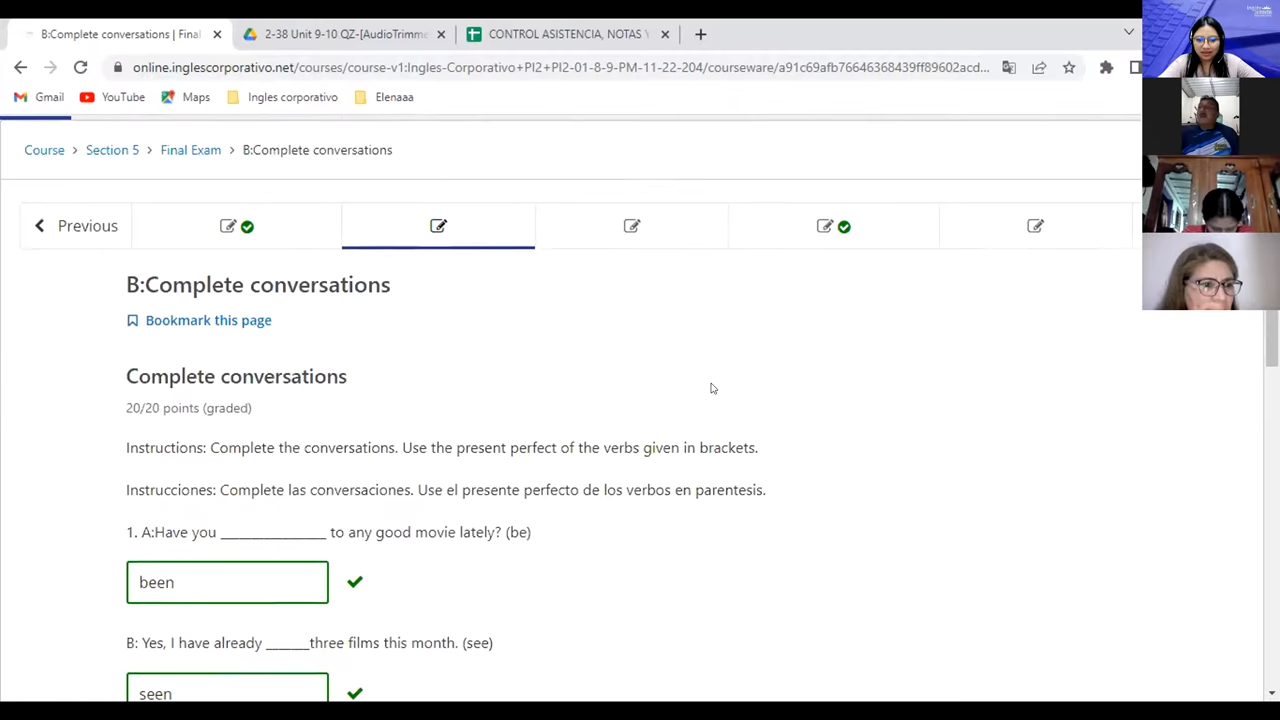 B:Complete conversations | Final
2-38 Unit 9-10 QZ-[AudioTrimme
CONTROL ASISTENCIA, NOTAS Y
online.inglescorporativo.net/courses/course-v1:Ingles-Corporativo+PI2+PI2-01-8-9-PM-11-22-204/courseware/a91c69afb76646368439ff89602acd...
Gmail YouTube Maps Ingles corporativo Elenaaa
Course > Section 5 > Final Exam > B:Complete conversations
Previous
B:Complete conversations
Bookmark this page
Complete conversations
20/20 points (graded)
Instructions: Complete the conversations. Use the present perfect of the verbs given in brackets.
Instrucciones: Complete las conversaciones. Use el presente perfecto de los verbos en parentesis.
1. A:Have you ______________ to any good movie lately? (be)
been
B: Yes, I have already ______three films this month. (see)
seen